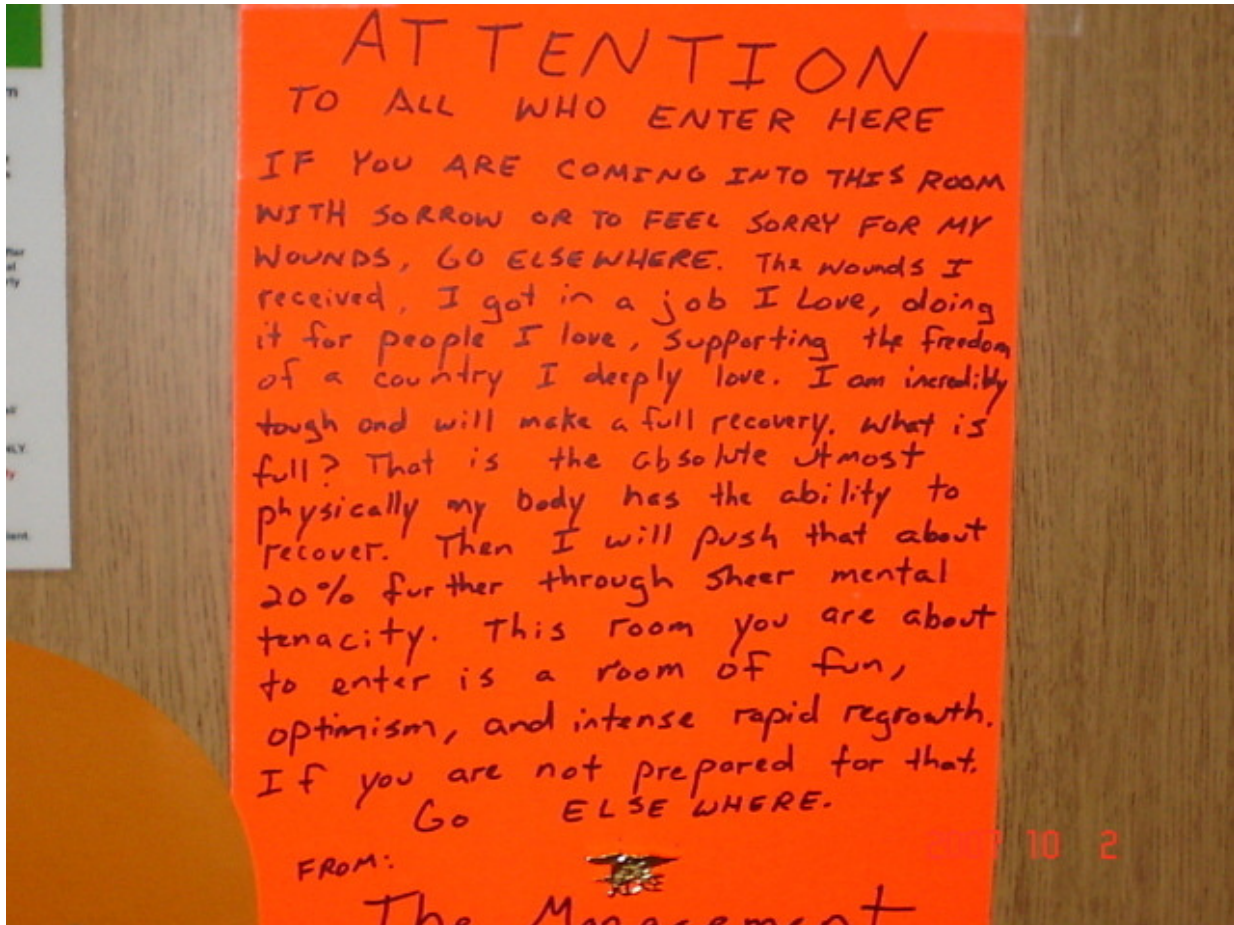 ATTENTION
TO ALL WHO ENTER HERE
IF YOU ARE COMING INTO THIS ROOM
WITH SORROW OR TO FEEL SORRY FOR MY
WOUNDS, GO ELSEWHERE. The wounds I
received, I got in a job I Love, doing
it for people I love, supporting the freedom
of a country I deeply love. I am incredibly
tough and will make a full recovery. What is
full? That is the absolute utmost
physically my body has the ability to
recover. Then I will push that about
20% further through sheer mental
tenacity. This room you are about
to enter is a room of fun,
optimism, and intense rapid regrowth.
If you are not prepared for that.
Go ELSEWHERE.
FROM:
The Management
2007 10 2